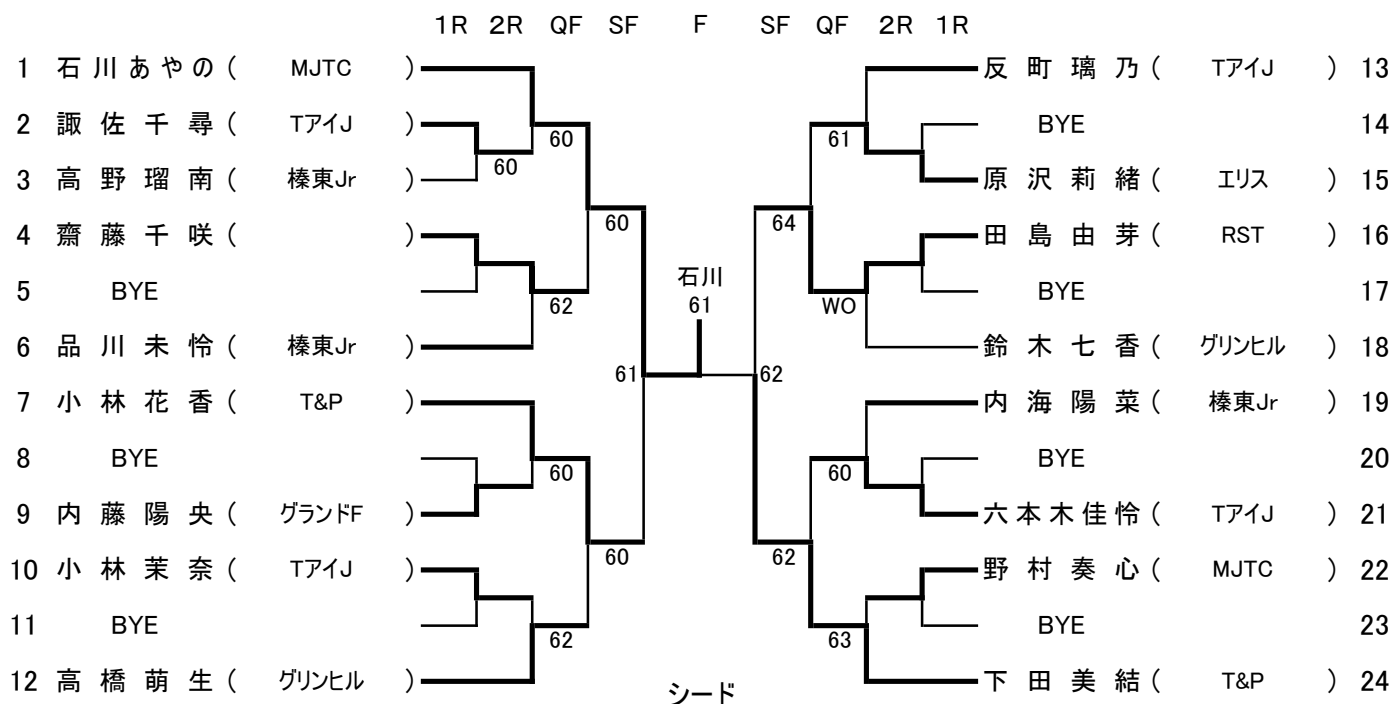 1R 2R QF SF F SF QF 2R 1R
1 石川あやの( MJTC ) 反町璃乃( TアイJ ) 13
2 諏佐千尋( TアイJ ) 60 61 BYE 14
3 高野瑠南( 榛東Jr ) 60 原沢莉緒( エリス ) 15
4 齋藤千咲( ) 60 64 田島由芽( RST ) 16
5 BYE 62 石川 WO BYE 17
61
6 品川未怜( 榛東Jr ) 鈴木七香( グリンヒル ) 18
61 62
7 小林花香( T&P ) 内海陽菜( 榛東Jr ) 19
8 BYE 60 60 BYE 20
9 内藤陽央( グランドF ) 六本木佳怜( TアイJ ) 21
10 小林茉奈( TアイJ ) 60 62 野村奏心( MJTC ) 22
11 BYE 62 63 BYE 23
12 高橋萌生( グリンヒル ) 下田美結( T&P ) 24
シード